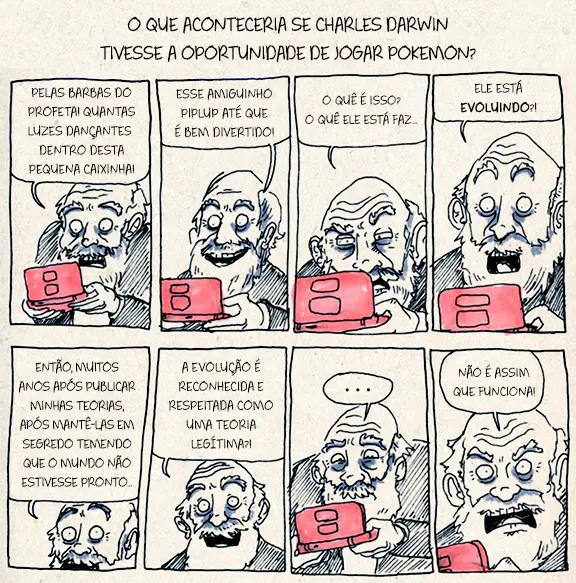 O QUE ACONTECERIA SE CHARLES DARWIN
TIVESSE A OPORTUNIDADE DE JOGAR POKEMON?
PELAS BARBAS DO
PROFETA! QUANTAS
LUZES DANÇANTES
DENTRO DESTA
PEQUENA CAIXINHA!
ESSE AMIGUINHO
PIPLUP ATÉ QUE
É BEM DIVERTIDO!
O QUÊ É ISSO?
O QUÊ ELE ESTÁ FAZ...
ELE ESTÁ
EVOLUINDO?!
ENTÃO, MUITOS
ANOS APÓS PUBLICAR
MINHAS TEORIAS,
APÓS MANTÊ-LAS EM
SEGREDO TEMENDO
QUE O MUNDO NÃO
ESTIVESSE PRONTO...
A EVOLUÇÃO É
RECONHECIDA E
RESPEITADA COMO
UMA TEORIA
LEGÍTIMA?!
...
NÃO É ASSIM
QUE FUNCIONA!